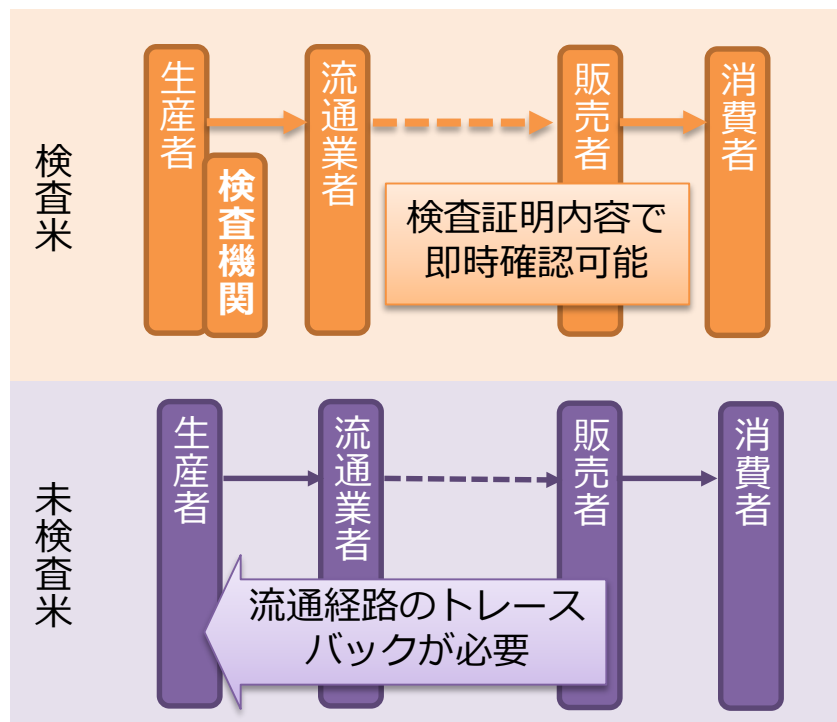 検査米
生産者
検査機関
流通業者
販売者
消費者
検査証明内容で
即時確認可能
未検査米
生産者
流通業者
販売者
消費者
流通経路のトレース
バックが必要